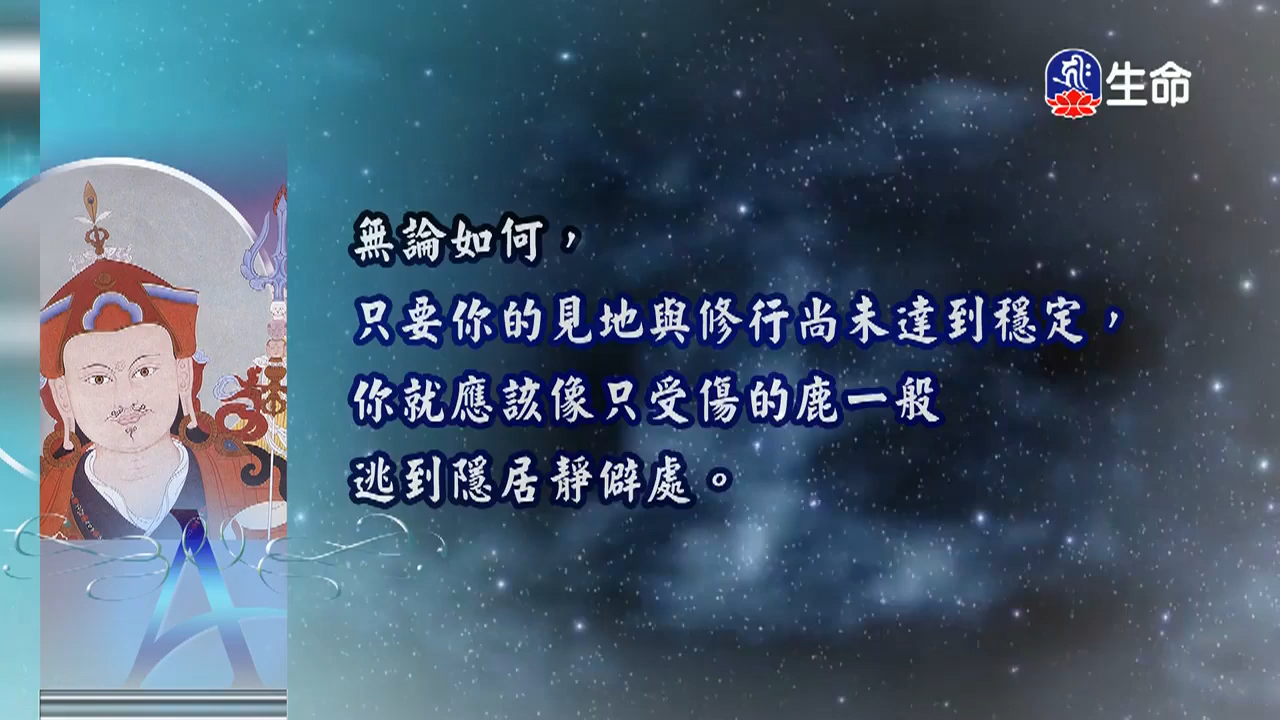 生命
無論如何，
只要你的見地與修行尚未達到穩定，
你就應該像只受傷的鹿一般
逃到隱居靜僻處。